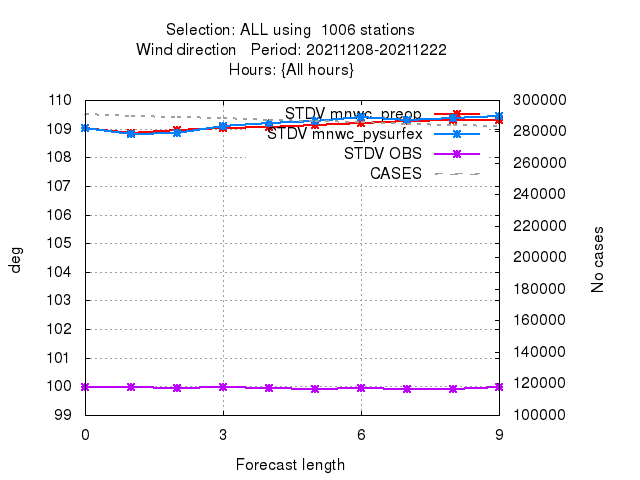 Selection: ALL using  1006 stations
Wind direction   Period: 20211208-20211222
Hours: {All hours}
110
109
108
107
106
105
104
103
102
101
100
99
300000
280000
260000
240000
220000
200000
180000
160000
140000
120000
100000
STDV mnwc_preop
STDV mnwc_pysurfex
STDV OBS
CASES
deg
No cases
0 3 6 9
Forecast length